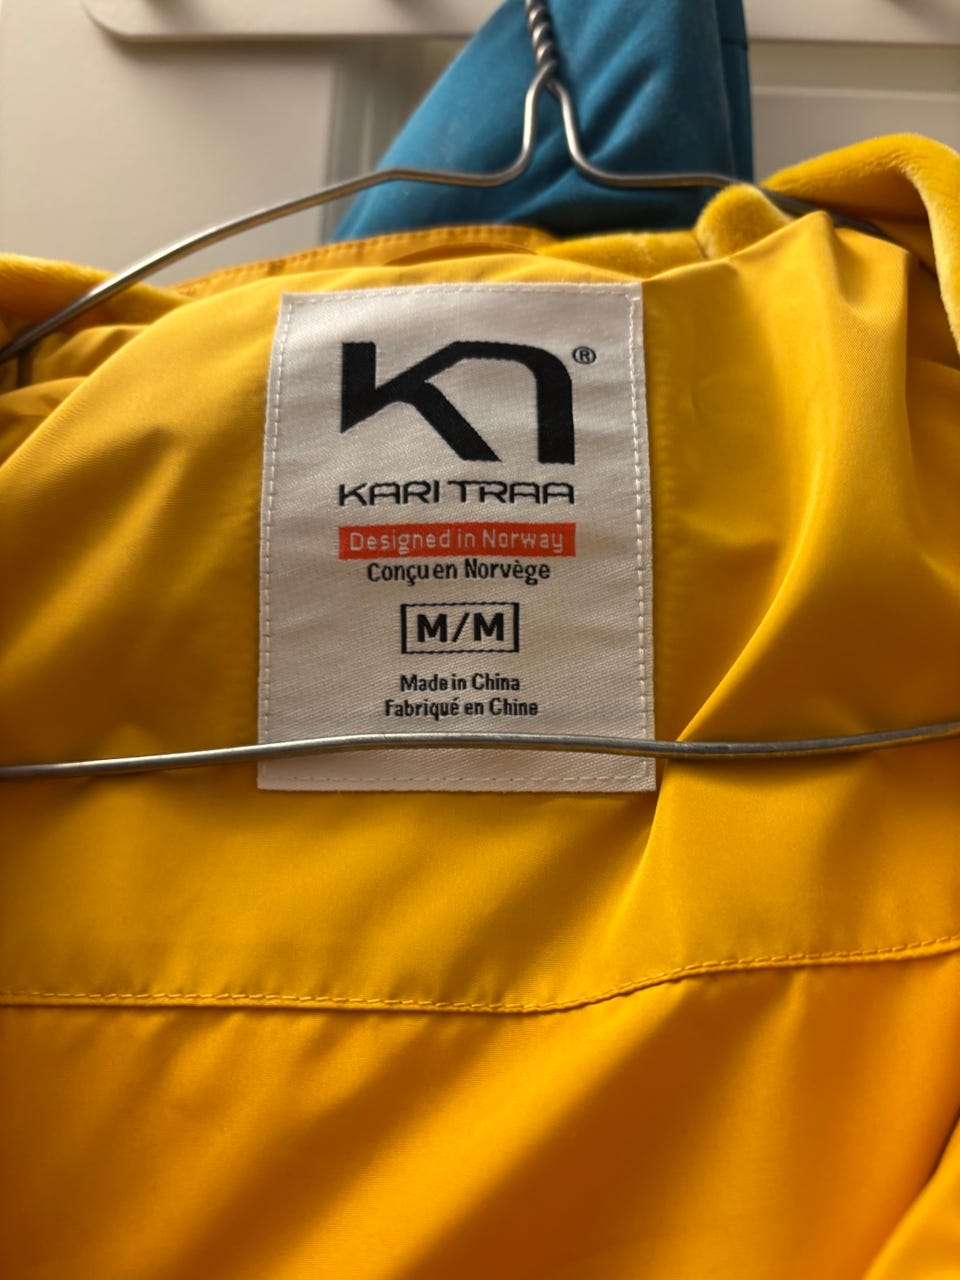 ®
KARI TRAA
Designed in Norway
Conçu en Norvège
M/M
Made in China
Fabriqué en Chine